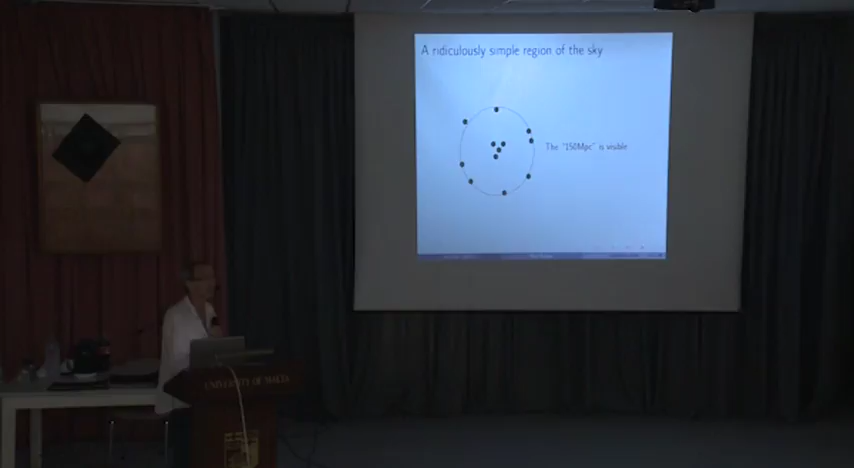 A ridiculously simple region of the sky
The "150Mpc" is visible
UNIVERSITY OF MALTA